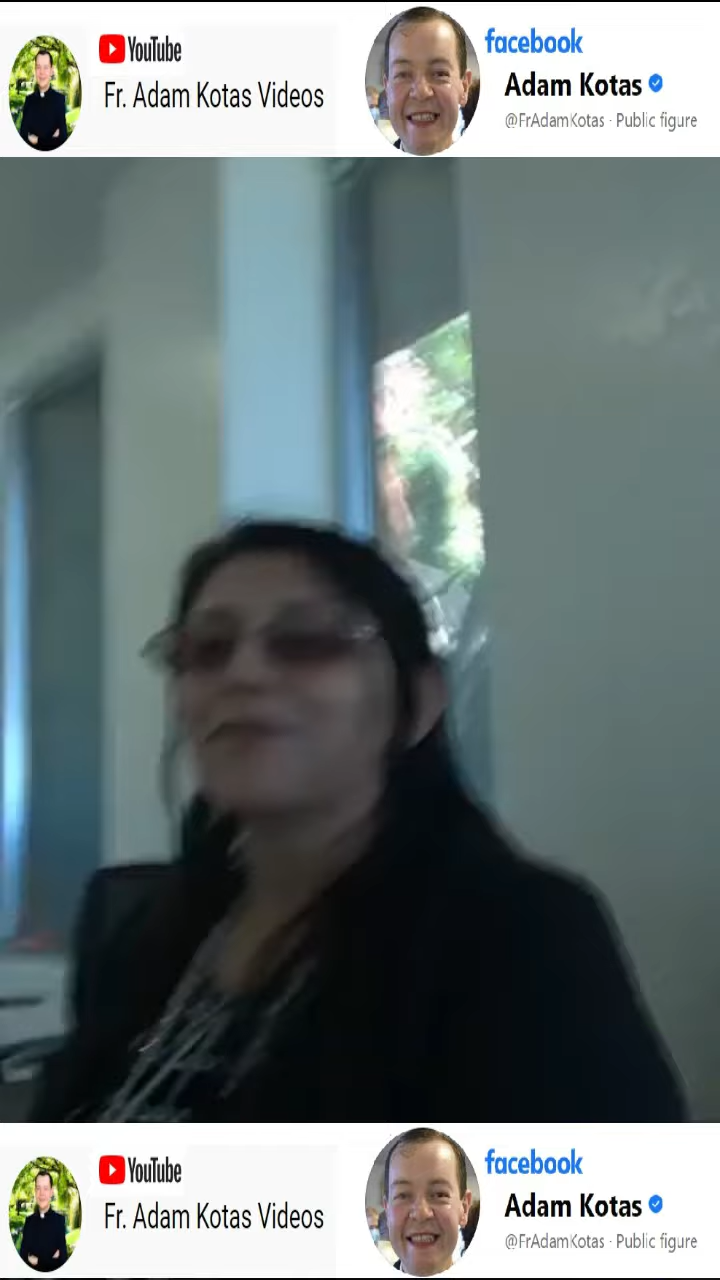 YouTube
Fr. Adam Kotas Videos
facebook
Adam Kotas
@FrAdamKotas · Public figure
YouTube
Fr. Adam Kotas Videos
facebook
Adam Kotas
@FrAdamKotas · Public figure